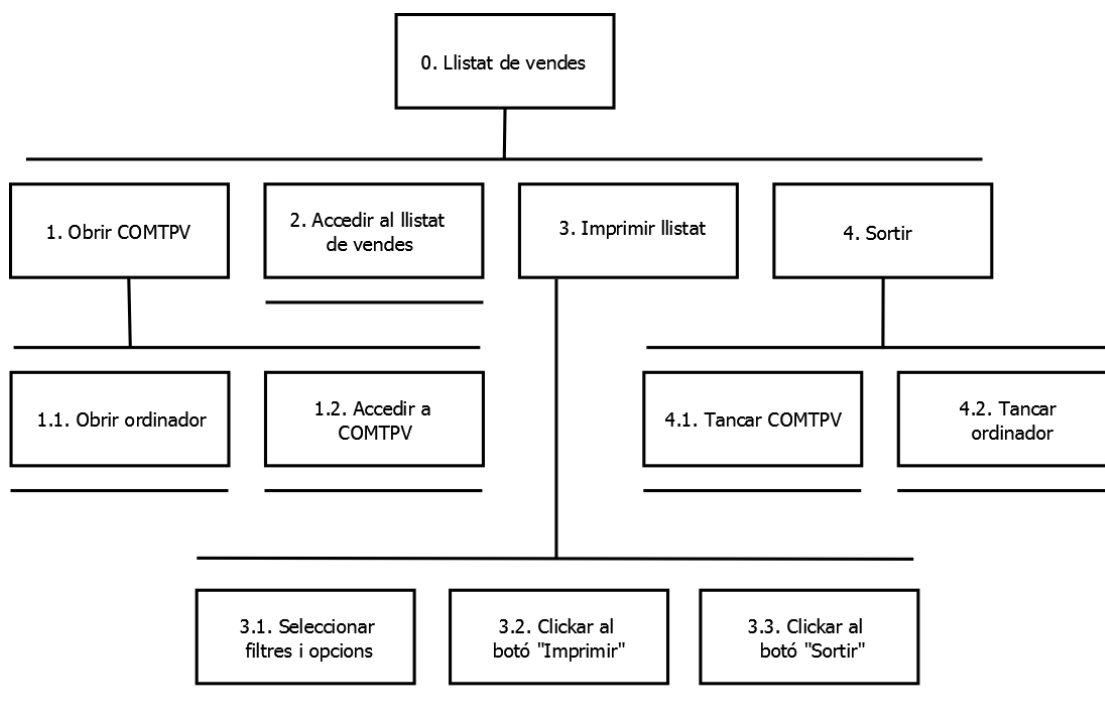 0. Llistat de vendes
1. Obrir COMTPV
2. Accedir al llistat
de vendes
3. Imprimir llistat
4. Sortir
1.1. Obrir ordinador
1.2. Accedir a
COMTPV
4.1. Tancar COMTPV
4.2. Tancar
ordinador
3.1. Seleccionar
filtres i opcions
3.2. Clickar al
botó "Imprimir"
3.3. Clickar al
botó "Sortir"